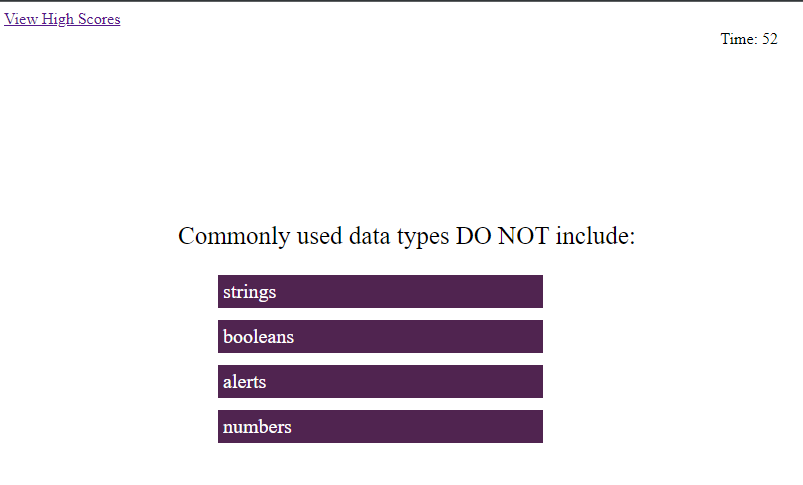 View High Scores
Time: 52
Commonly used data types DO NOT include:
strings
booleans
alerts
numbers